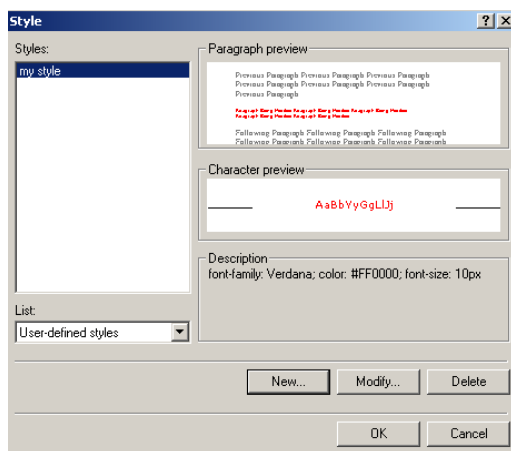 Style
Styles:
my style
List:
User-defined styles
Paragraph preview
Previous Paragraph Previous Paragraph Previous Paragraph
Previous Paragraph Previous Paragraph Previous Paragraph
Previous Paragraph
Following Paragraph Following Paragraph Following Paragraph
Following Paragraph Following Paragraph Following Paragraph
Character preview
AaBbYyGgLlJj
Description
font-family: Verdana; color: #FF0000; font-size: 10px
New...
Modify...
Delete
OK
Cancel